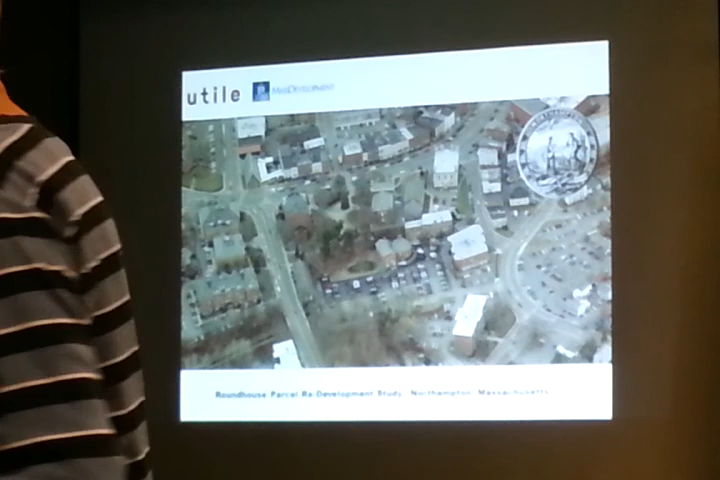 utile MassDevelopment
Roundhouse Parcel Re-Development Study, Northampton, Massachusetts